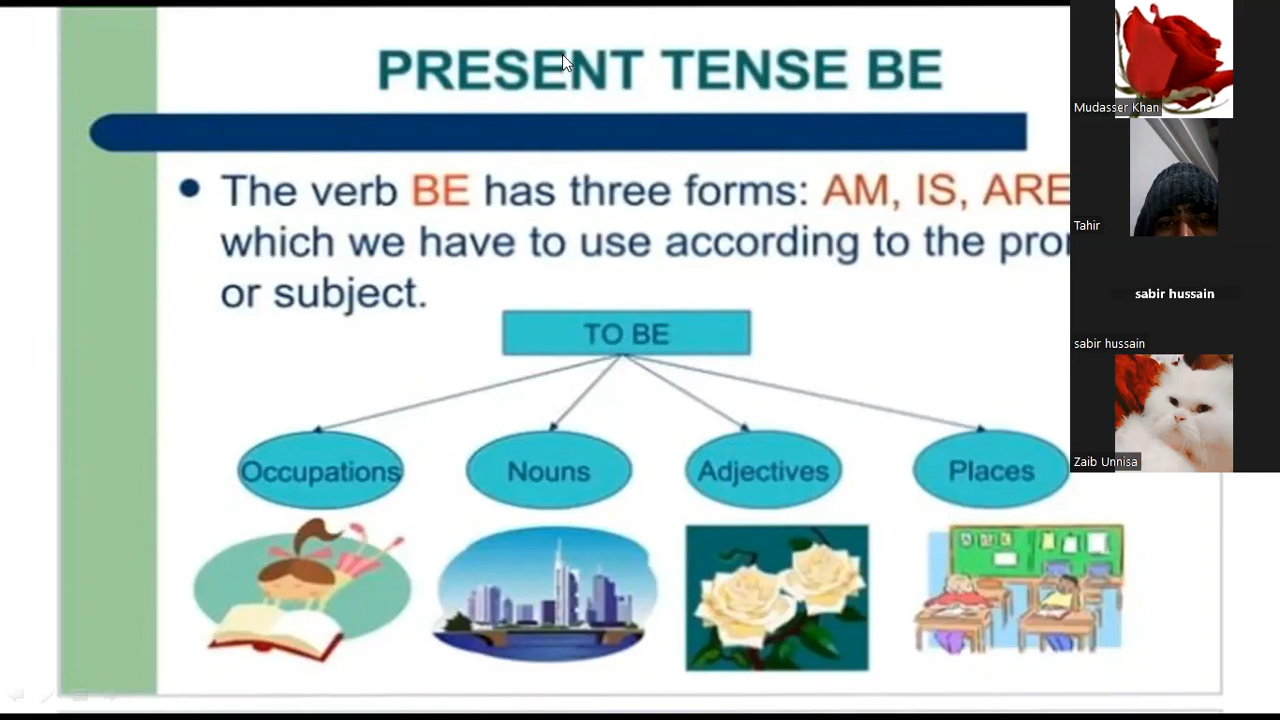 PRESENT TENSE BE
The verb BE has three forms: AM, IS, ARE
which we have to use according to the
or subject.
TO BE
Occupations
Nouns
Adjectives
Places
Mudasser Khan
Tahir
sabir hussain
sabir hussain
Zaib Unnisa